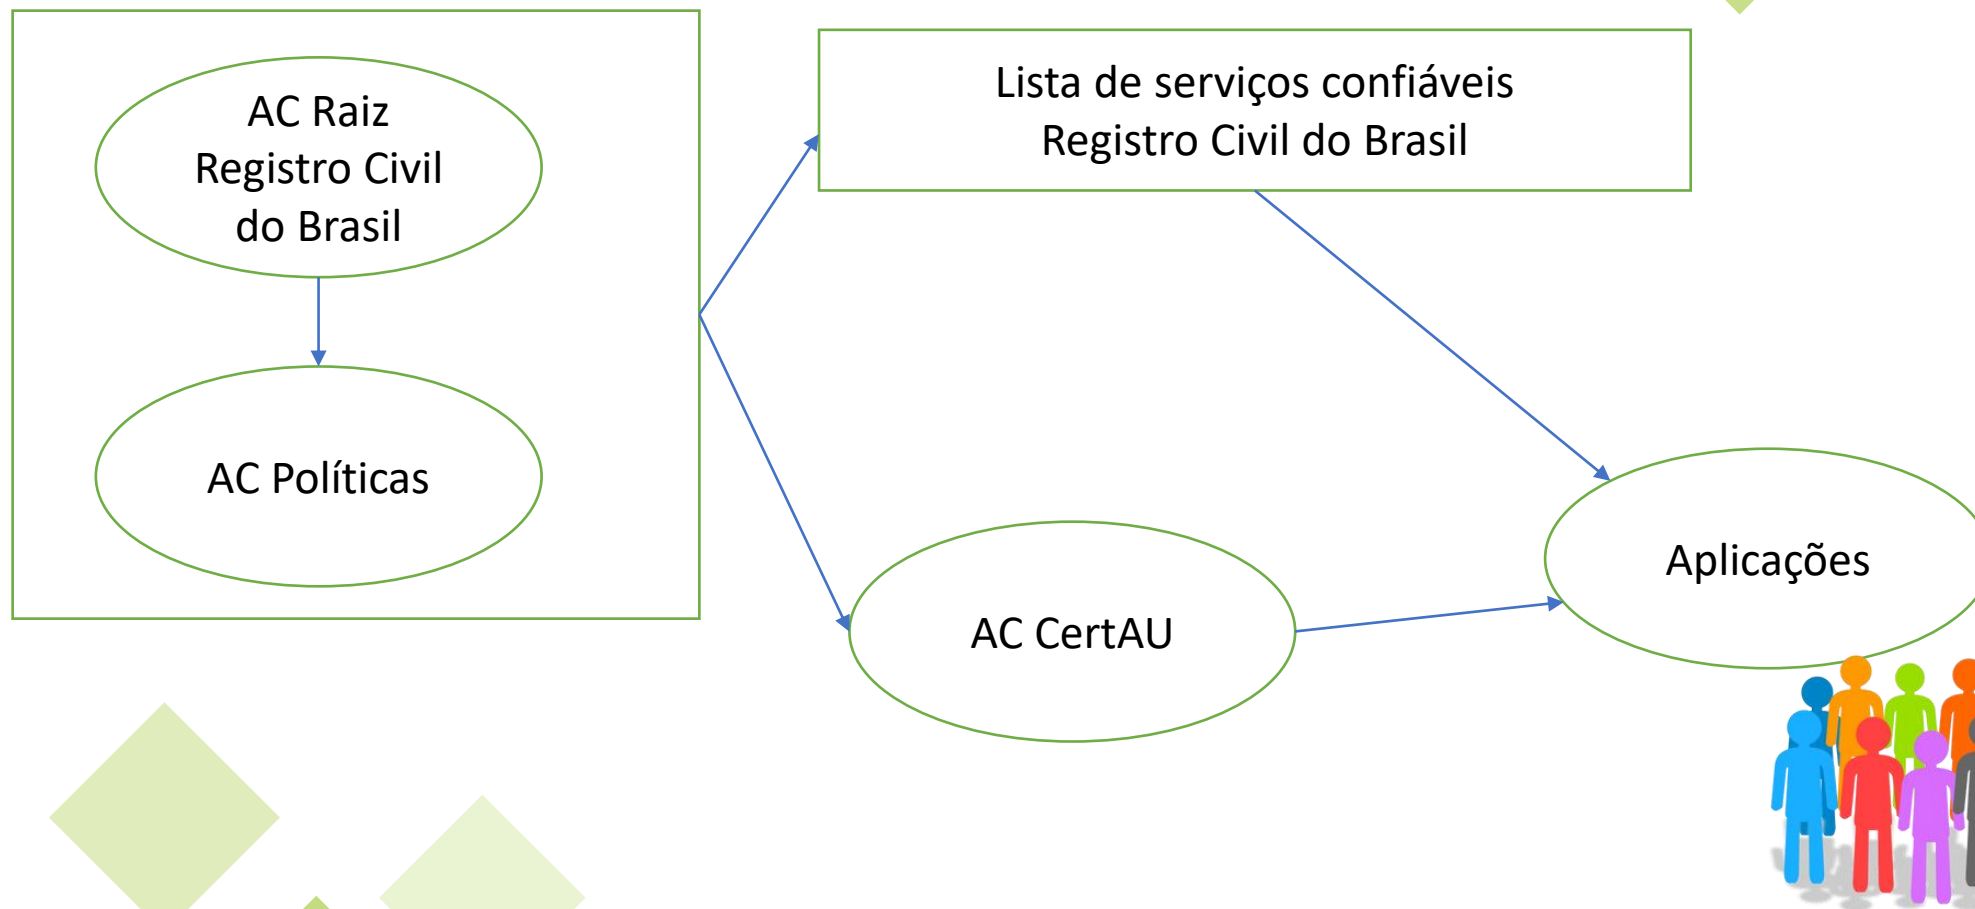 AC Raiz
Registro Civil
do Brasil
AC Políticas
Lista de serviços confiáveis
Registro Civil do Brasil
AC CertAU
Aplicações